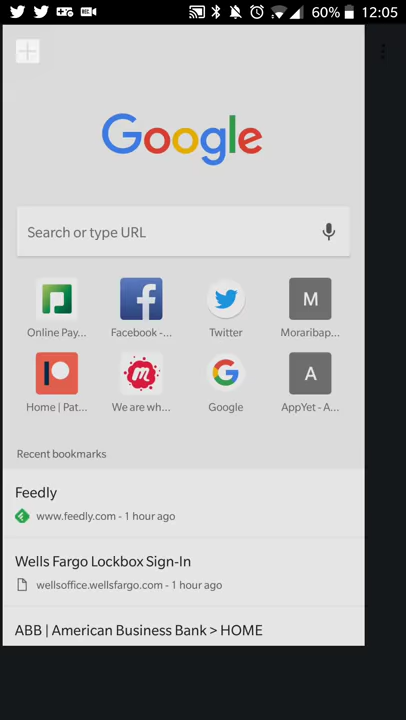 60% 12:05
Google
Search or type URL
Online Pay...
Facebook -...
Twitter
M
Moraribap...
Home | Pat...
m
We are wh...
G
Google
A
AppYet - A...
Recent bookmarks
Feedly
www.feedly.com - 1 hour ago
Wells Fargo Lockbox Sign-In
wellsoffice.wellsfargo.com - 1 hour ago
ABB | American Business Bank > HOME